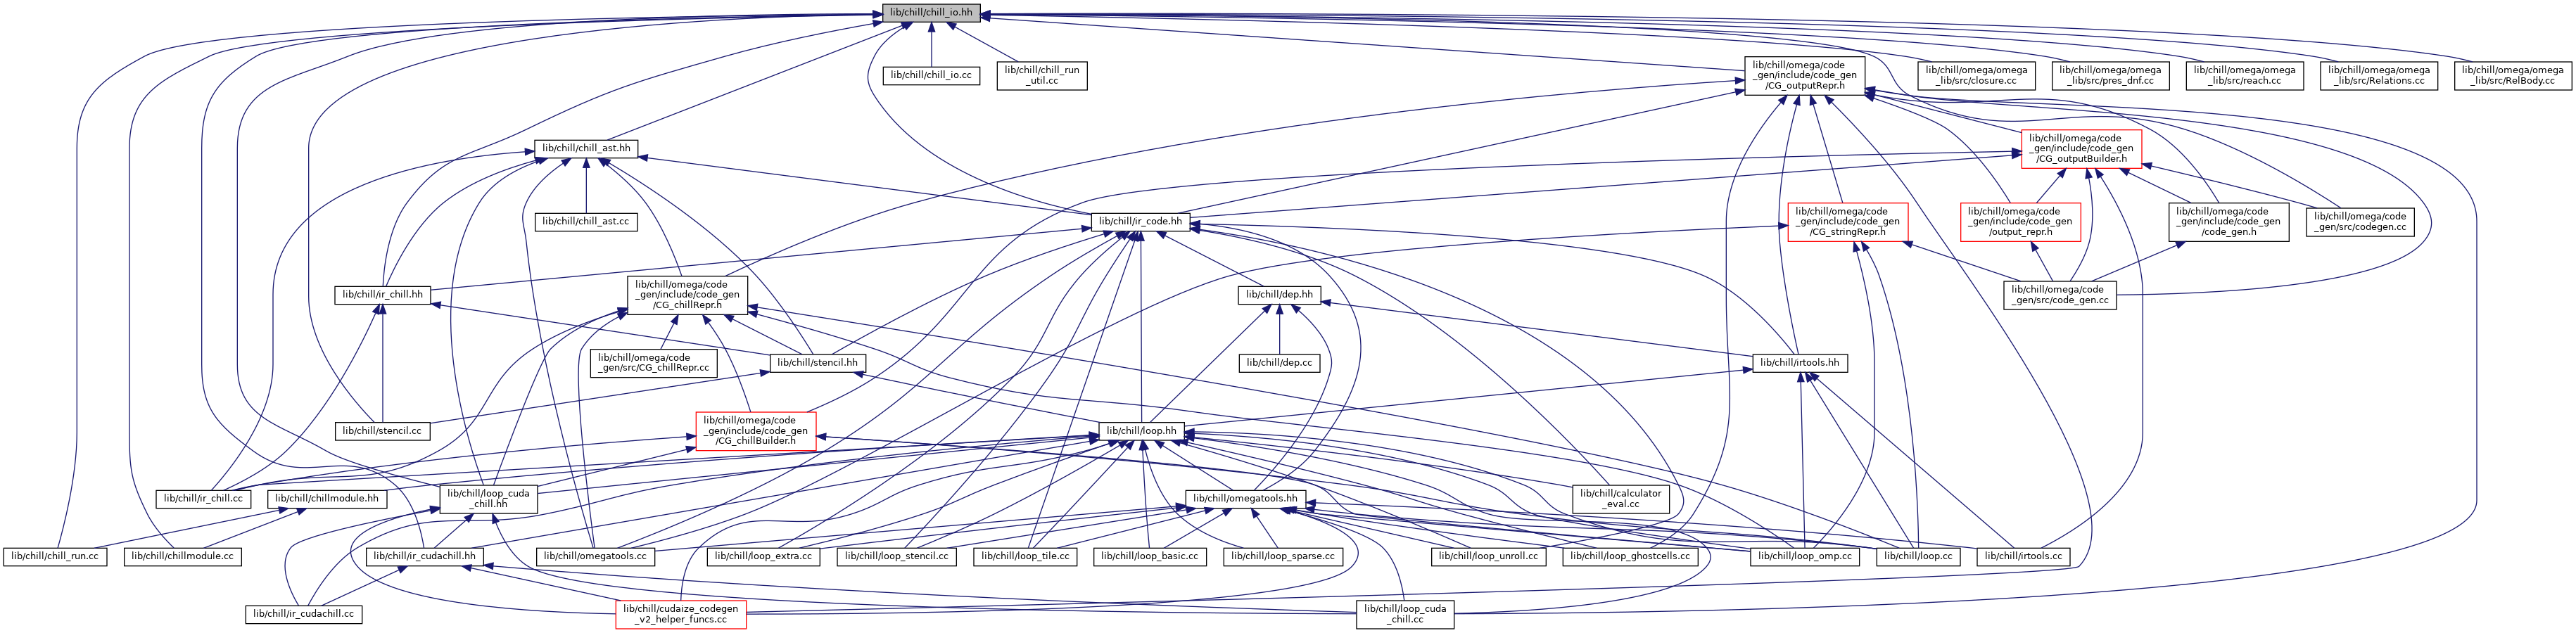 lib/chill/chill_io.hh
lib/chill/chill_io.cc
lib/chill/chill_run
_util.cc
lib/chill/omega/code
_gen/include/code_gen
/CG_outputRepr.h
lib/chill/omega/omega
_lib/src/closure.cc
lib/chill/omega/omega
_lib/src/pres_dnf.cc
lib/chill/omega/omega
_lib/src/reach.cc
lib/chill/omega/omega
_lib/src/Relations.cc
lib/chill/omega/omega
_lib/src/RelBody.cc
lib/chill/chill_ast.hh
lib/chill/omega/code
_gen/include/code_gen
/CG_outputBuilder.h
lib/chill/chill_ast.cc
lib/chill/ir_code.hh
lib/chill/omega/code
_gen/include/code_gen
/CG_stringRepr.h
lib/chill/omega/code
_gen/include/code_gen
/output_repr.h
lib/chill/omega/code
_gen/include/code_gen
/code_gen.h
lib/chill/omega/code
_gen/src/codegen.cc
lib/chill/ir_chill.hh
lib/chill/omega/code
_gen/include/code_gen
/CG_chillRepr.h
lib/chill/dep.hh
lib/chill/omega/code
_gen/src/code_gen.cc
lib/chill/omega/code
_gen/src/CG_chillRepr.cc
lib/chill/stencil.hh
lib/chill/dep.cc
lib/chill/irtools.hh
lib/chill/stencil.cc
lib/chill/omega/code
_gen/include/code_gen
/CG_chillBuilder.h
lib/chill/loop.hh
lib/chill/ir_chill.cc
lib/chill/chillmodule.hh
lib/chill/loop_cuda
_chill.hh
lib/chill/omegatools.hh
lib/chill/calculator
_eval.cc
lib/chill/chill_run.cc
lib/chill/chillmodule.cc
lib/chill/ir_cudachill.hh
lib/chill/omegatools.cc
lib/chill/loop_extra.cc
lib/chill/loop_stencil.cc
lib/chill/loop_tile.cc
lib/chill/loop_basic.cc
lib/chill/loop_sparse.cc
lib/chill/loop_unroll.cc
lib/chill/loop_ghostcells.cc
lib/chill/loop_omp.cc
lib/chill/loop.cc
lib/chill/irtools.cc
lib/chill/ir_cudachill.cc
lib/chill/cudaize_codegen
_v2_helper_funcs.cc
lib/chill/loop_cuda
_chill.cc